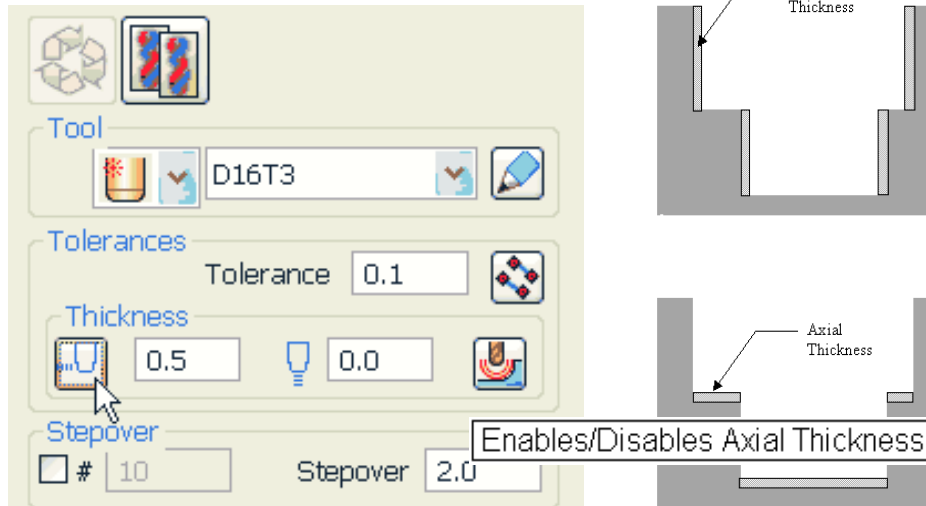 Thickness
Tool
D16T3
Tolerances
Tolerance 0.1
Thickness
0.5 0.0
Axial
Thickness
Enables/Disables Axial Thickness
Stepover
# 10 Stepover 2.0